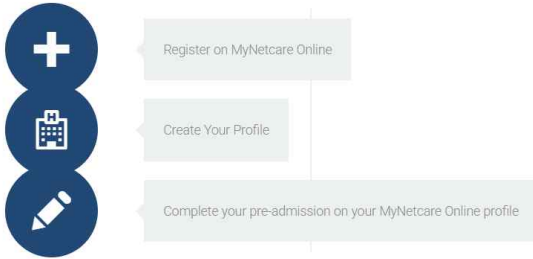 Register on MyNetcare Online
H
Create Your Profile
Complete your pre-admission on your MyNetcare Online profile